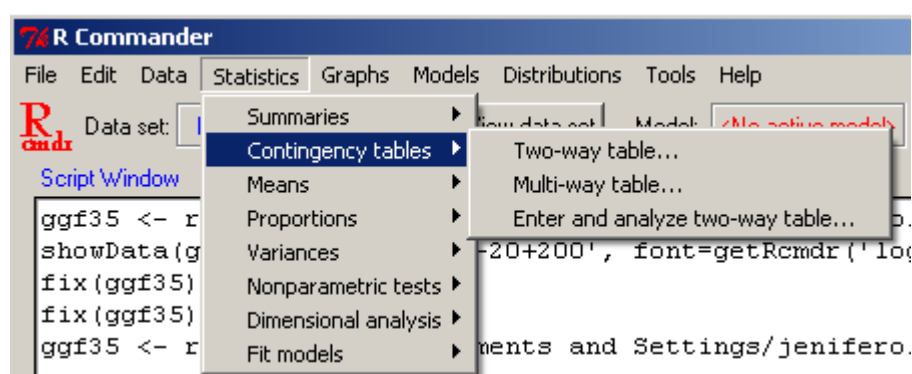 R Commander
File Edit Data Statistics Graphs Models Distributions Tools Help
R Data set: View data set Model: <No active model>
cmdr
Summaries
Contingency tables
Means
Proportions
Variances
Nonparametric tests
Dimensional analysis
Fit models
Two-way table...
Multi-way table...
Enter and analyze two-way table...
Script Window
ggf35 <- r
showData(g -20+200', font=getRcmdr('log
fix(ggf35)
fix(ggf35)
ggf35 <- r ments and Settings/jenifero.